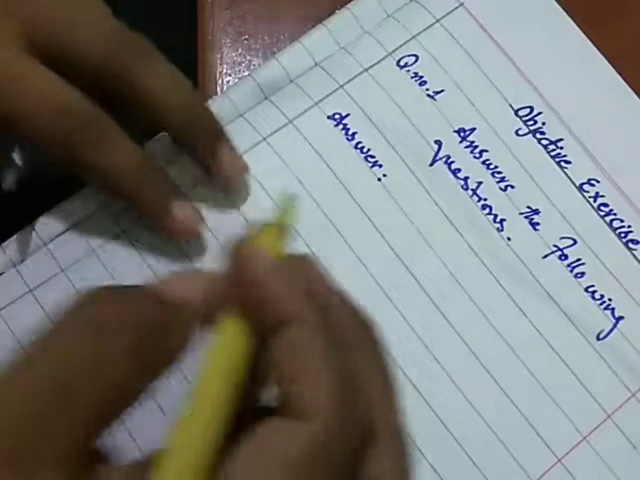 Objective Exercise
Q.no.1 Answers the following
questions.
Answer: